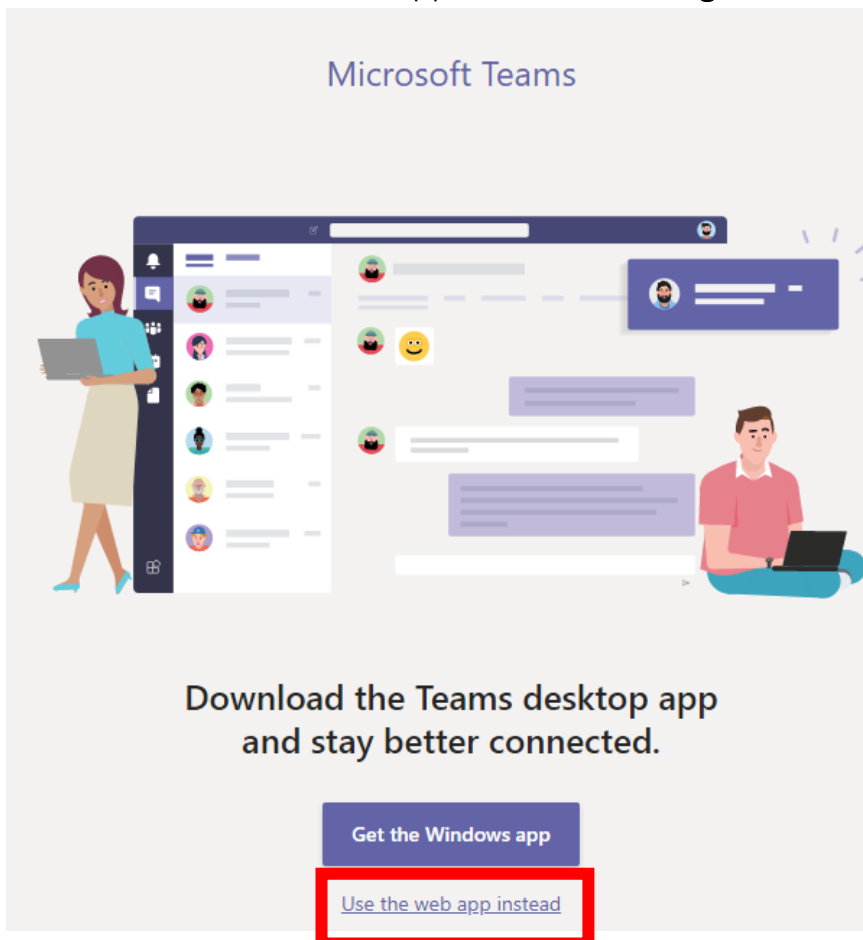 Microsoft Teams
Download the Teams desktop app
and stay better connected.
Get the Windows app
Use the web app instead